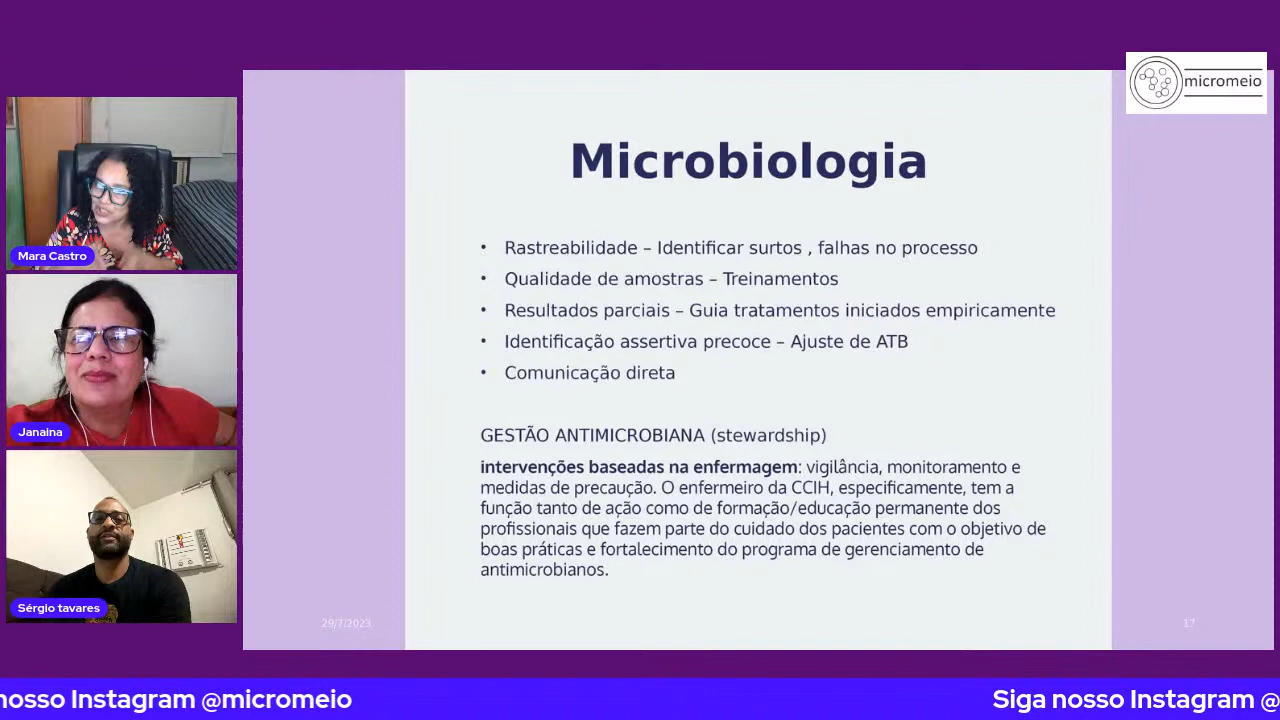 micromeio
Microbiologia
• Rastreabilidade – Identificar surtos , falhas no processo
• Qualidade de amostras – Treinamentos
• Resultados parciais – Guia tratamentos iniciados empiricamente
• Identificação assertiva precoce – Ajuste de ATB
• Comunicação direta
GESTÃO ANTIMICROBIANA (stewardship)
intervenções baseadas na enfermagem: vigilância, monitoramento e
medidas de precaução. O enfermeiro da CCIH, especificamente, tem a
função tanto de ação como de formação/educação permanente dos
profissionais que fazem parte do cuidado dos pacientes com o objetivo de
boas práticas e fortalecimento do programa de gerenciamento de
antimicrobianos.
29/7/2023
17
Mara Castro
Janaina
Sérgio tavares
nosso Instagram @micromeio
Siga nosso Instagram @